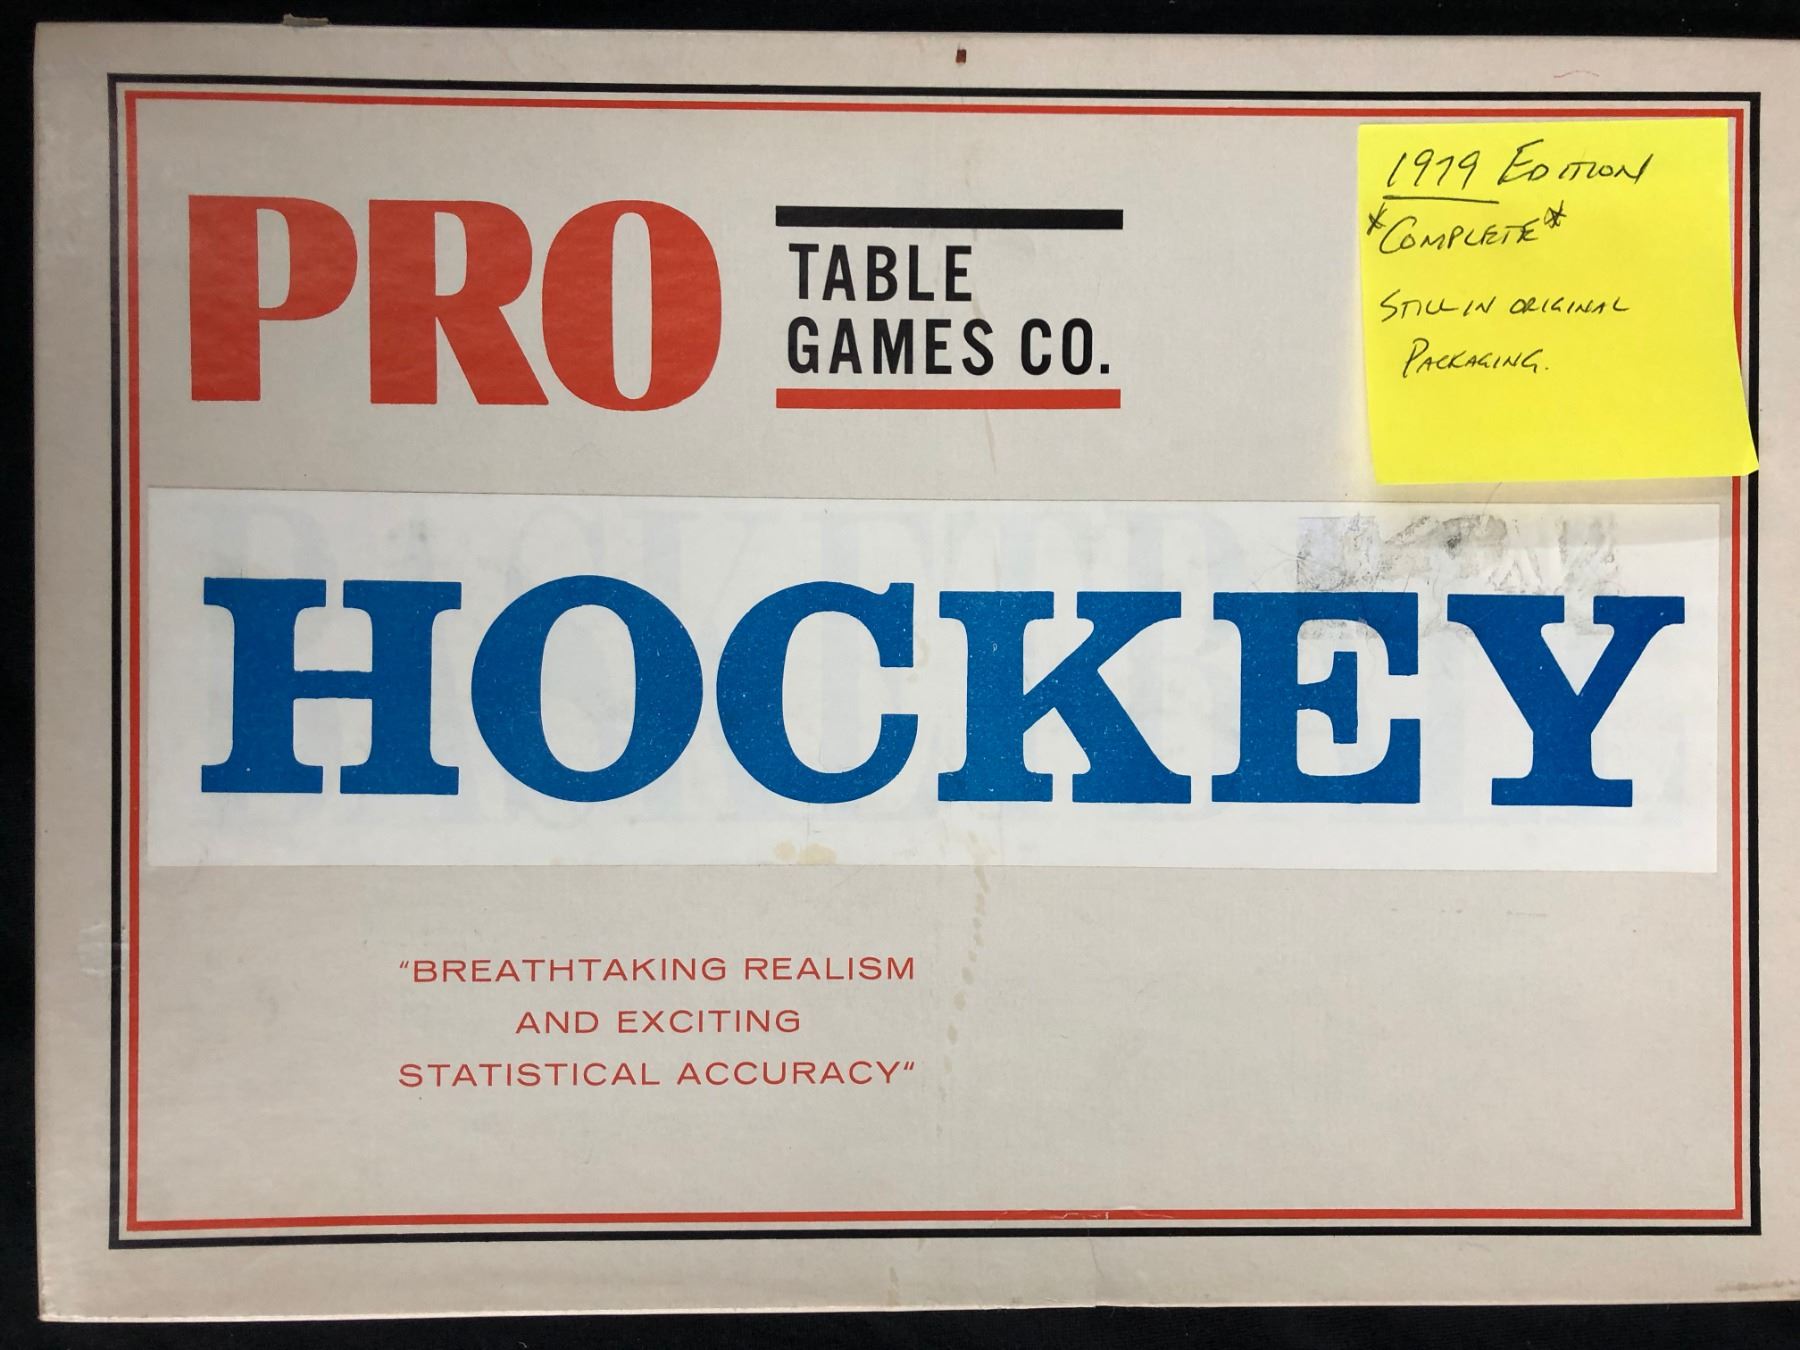 PRO
TABLE
GAMES CO.
1979 EDITION
*COMPLETE*
STILL IN ORIGINAL
PACKAGING.
HOCKEY
"BREATHTAKING REALISM
AND EXCITING
STATISTICAL ACCURACY"